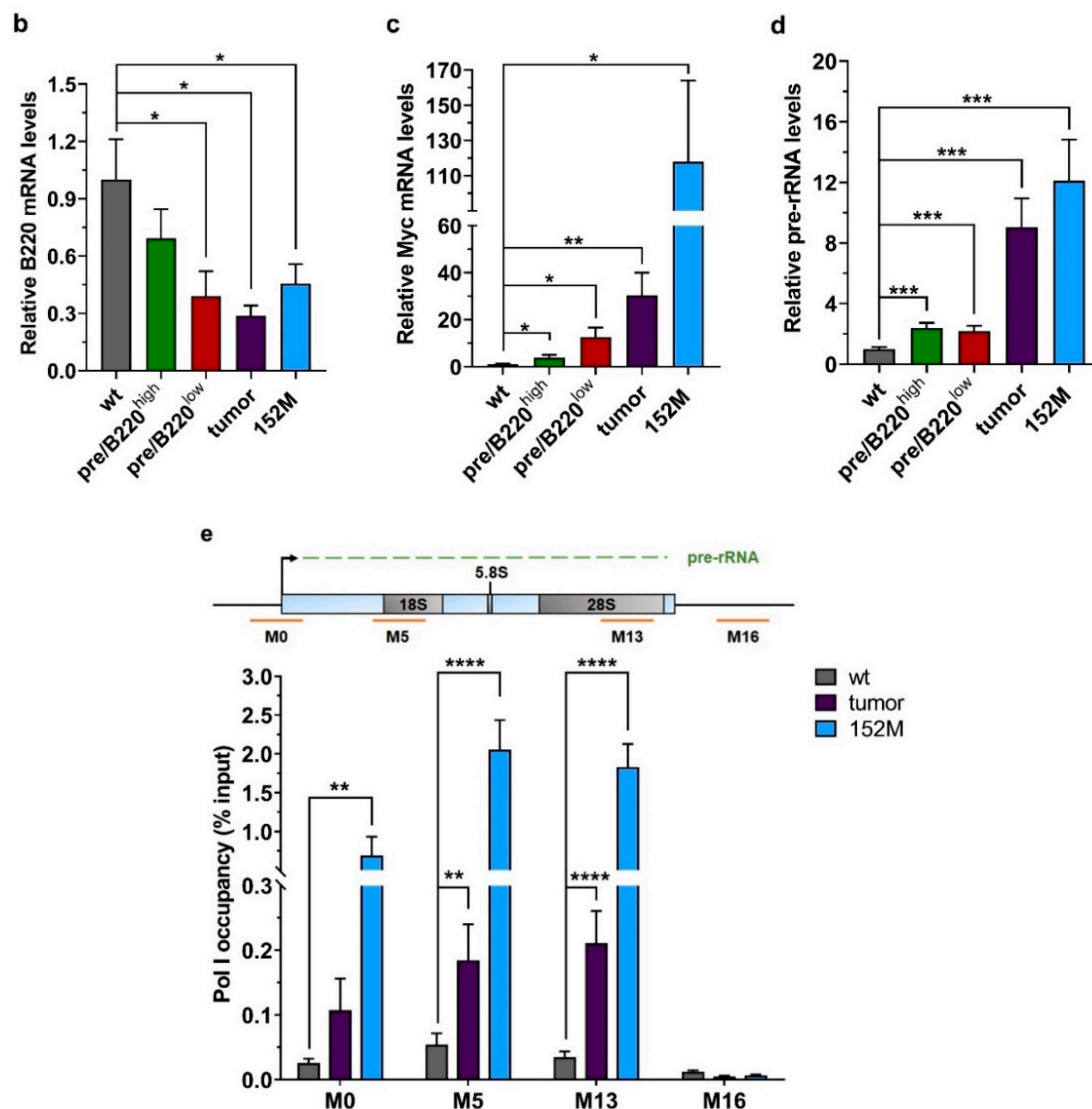 b
Relative B220 mRNA levels
1.5
1.2
0.9
0.6
0.3
0.0
*
*
*
wt
pre/B220high
pre/B220low
tumor
152M
c
Relative Myc mRNA levels
170
150
130
110
60
40
20
0
*
**
*
*
wt
pre/B220high
pre/B220low
tumor
152M
d
Relative pre-rRNA levels
20
16
12
8
4
0
***
***
***
***
wt
pre/B220high
pre/B220low
tumor
152M
e
pre-rRNA
5.8S
18S
28S
M0
M5
M13
M16
Pol I occupancy (% input)
3.0
2.5
2.0
1.5
1.0
0.3
0.2
0.1
0.0
**
****
**
****
****
M0
M5
M13
M16
wt
tumor
152M